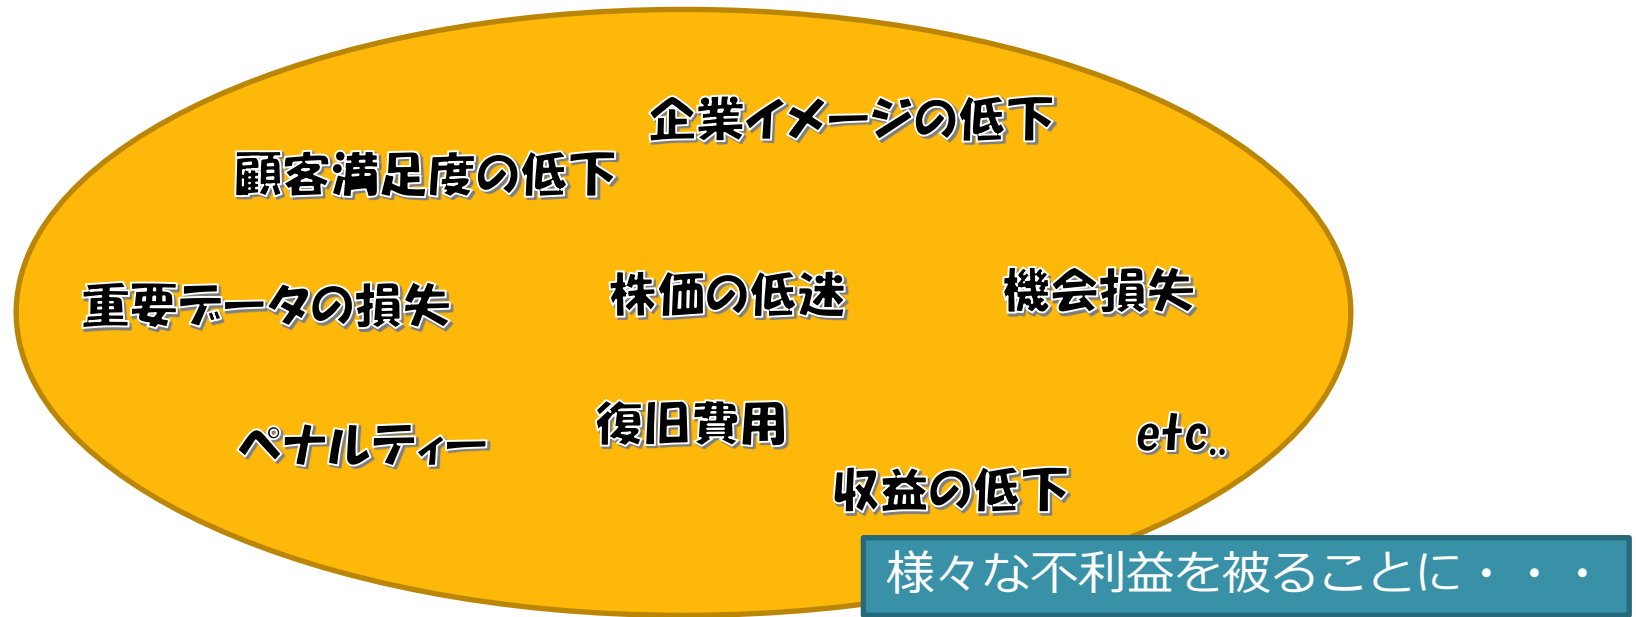 企業イメージの低下
顧客満足度の低下
重要データの損失
株価の低迷
機会損失
ペナルティー
復旧費用
etc..
収益の低下
様々な不利益を被ることに・・・